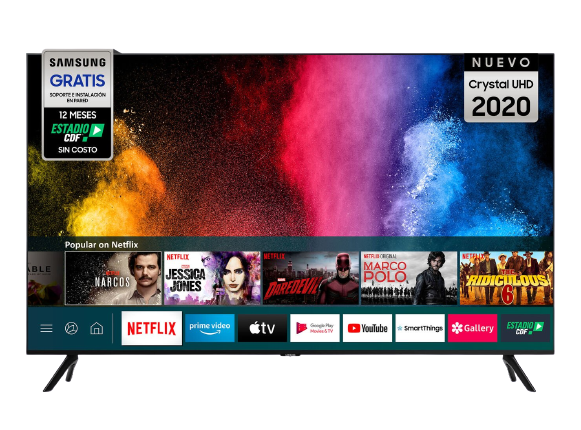 SAMSUNG
GRATIS
SOPORTE E INSTALACIÓN
EN PARED
12 MESES
ESTADIO
CDF
SIN COSTO
NUEVO
Crystal UHD
2020
Popular on Netflix
ABLE
NARCOS
NETFLIX
JESSICA
JONES
NETFLIX
DAREDEVIL
NETFLIX ORIGINAL
MARCO
POLO
NETFLIX
THE
RIDICULOUS
6
NETFLIX
prime video
tv
Google Play
Movies & TV
YouTube
SmartThings
Gallery
ESTADIO
CDF